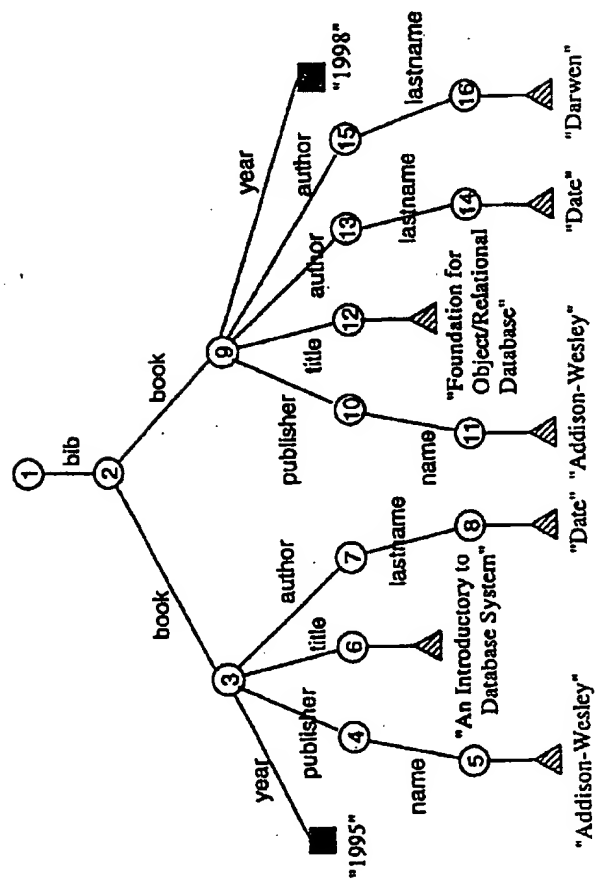 1
bib
2
book
book
3
9
year
publisher
title
author
publisher
title
author
author
year
"1995"
4
6
7
10
12
13
15
"1998"
name
lastname
name
lastname
lastname
5
"An Introductory to
Database System"
8
11
"Foundation for
Object/Relational
Database"
14
16
"Addison-Wesley"
"Date"
"Addison-Wesley"
"Date"
"Darwen"